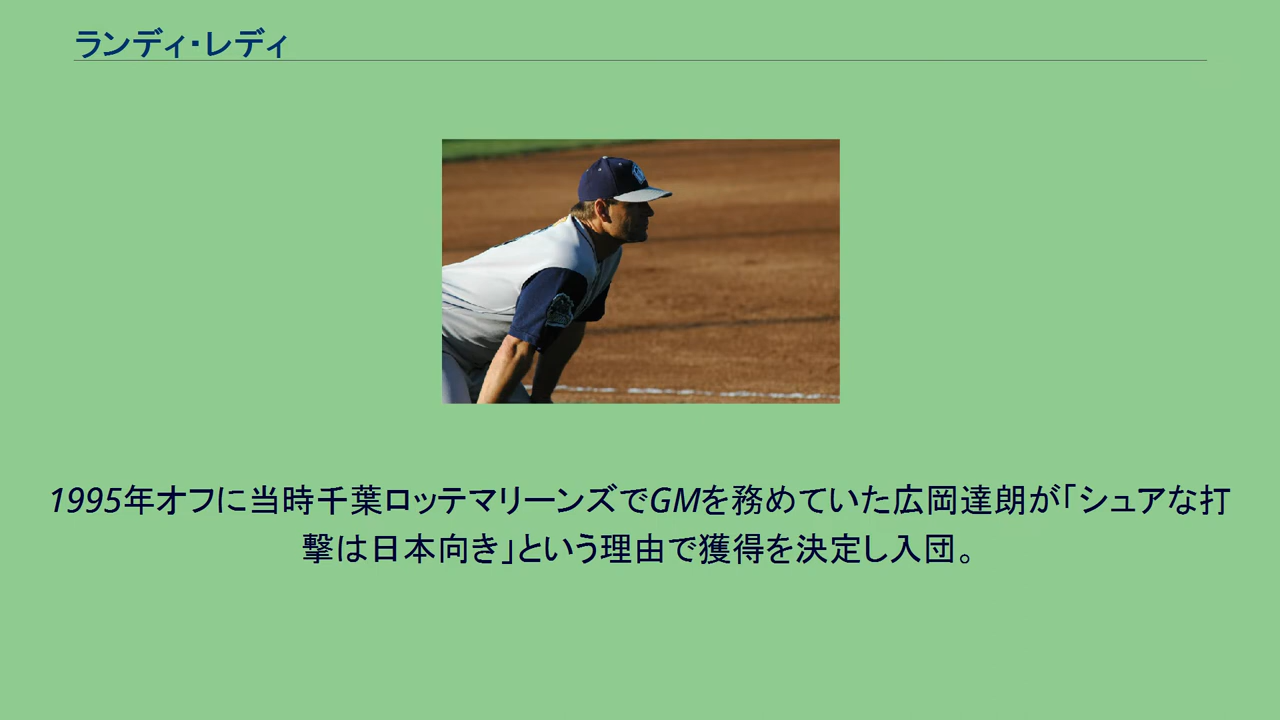 ランディ・レディ
1995年オフに当時千葉ロッテマリーンズでGMを務めていた広岡達朗が「シュアな打
撃は日本向き」という理由で獲得を決定し入団。